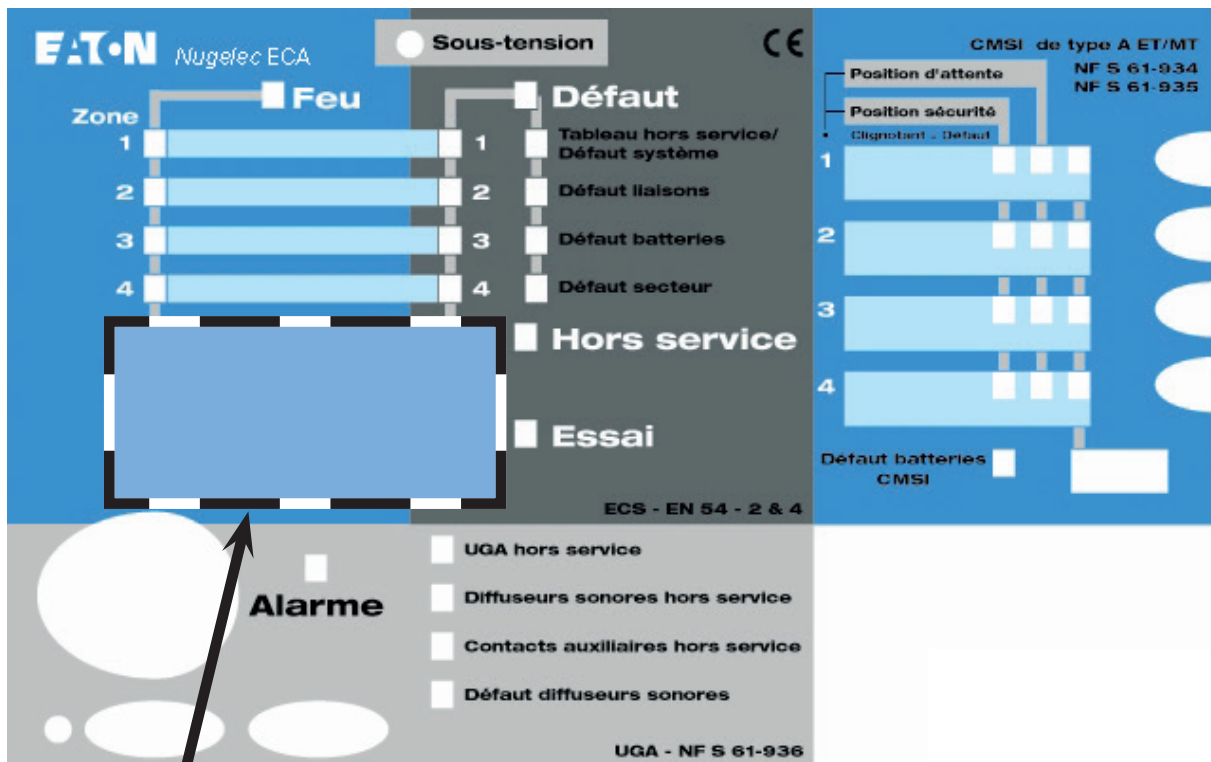 EATON Nugelec ECA
Sous-tension
CE
Feu
Défaut
Zone
1
2
3
4
1
2
3
4
Tableau hors service/
Défaut système
Défaut liaisons
Défaut batteries
Défaut secteur
Hors service
Essai
ECS - EN 54 - 2 & 4
CMSI de type A ET/MT
NF S 61-934
NF S 61-935
Position d'attente
Position sécurité
• Clignotant - Défaut
1
2
3
4
Défaut batteries
CMSI
Alarme
UGA hors service
Diffuseurs sonores hors service
Contacts auxiliaires hors service
Défaut diffuseurs sonores
UGA - NF S 61-936